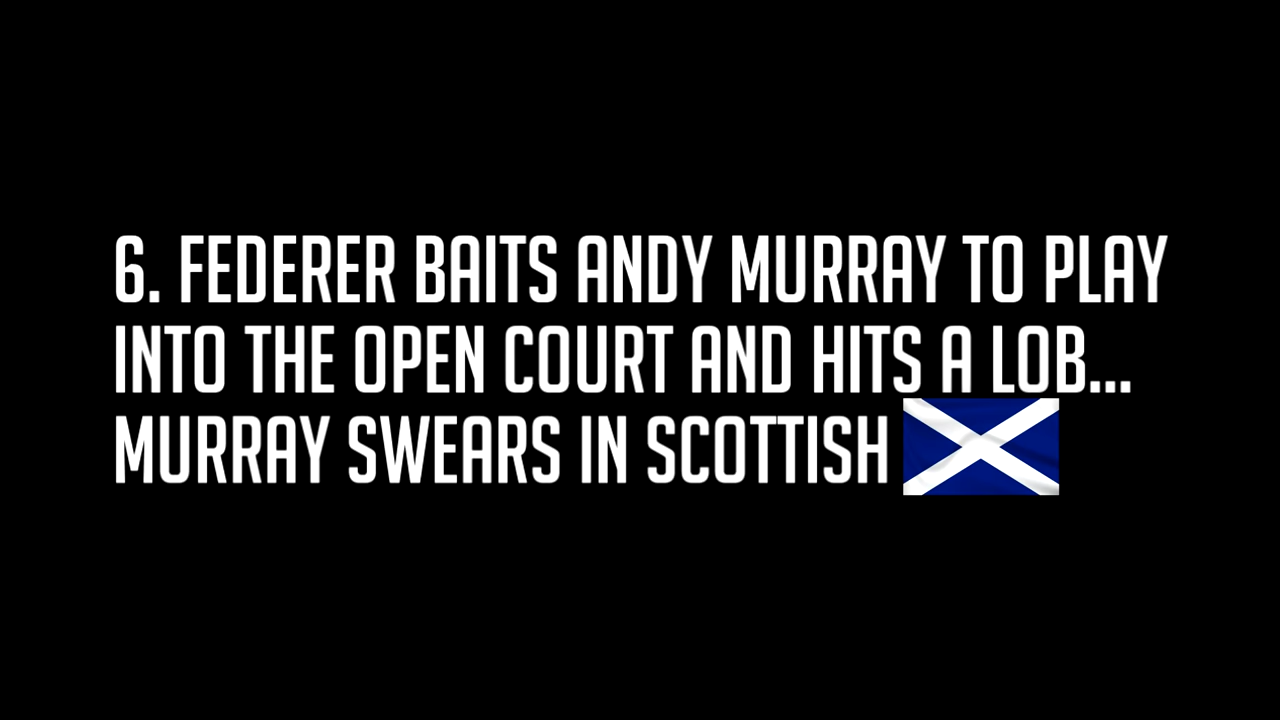 6. FEDERER BAITS ANDY MURRAY TO PLAY
INTO THE OPEN COURT AND HITS A LOB...
MURRAY SWEARS IN SCOTTISH